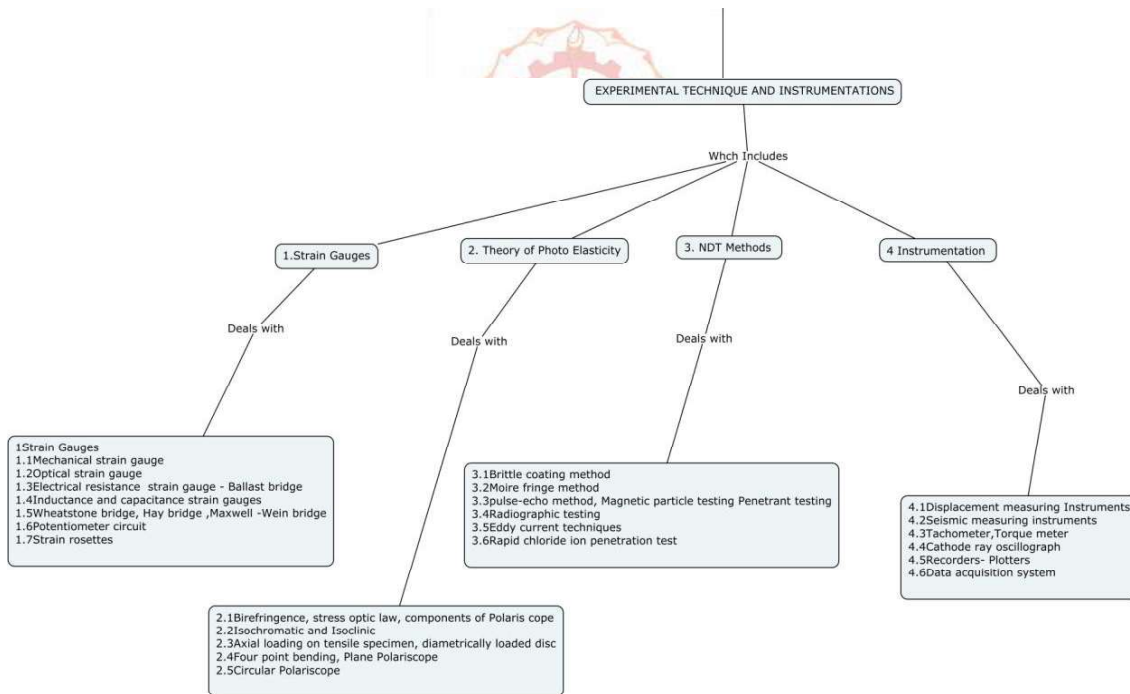 EXPERIMENTAL TECHNIQUE AND INSTRUMENTATIONS
Whch Includes
1.Strain Gauges
2. Theory of Photo Elasticity
3. NDT Methods
4 Instrumentation
Deals with
Deals with
Deals with
Deals with
1Strain Gauges
1.1Mechanical strain gauge
1.2Optical strain gauge
1.3Electrical resistance strain gauge - Ballast bridge
1.4Inductance and capacitance strain gauges
1.5Wheatstone bridge, Hay bridge ,Maxwell -Wein bridge
1.6Potentiometer circuit
1.7Strain rosettes
2.1Birefringence, stress optic law, components of Polaris cope
2.2Isochromatic and Isoclinic
2.3Axial loading on tensile specimen, diametrically loaded disc
2.4Four point bending, Plane Polariscope
2.5Circular Polariscope
3.1Brittle coating method
3.2Moire fringe method
3.3pulse-echo method, Magnetic particle testing Penetrant testing
3.4Radiographic testing
3.5Eddy current techniques
3.6Rapid chloride ion penetration test
4.1Displacement measuring Instruments
4.2Seismic measuring instruments
4.3Tachometer,Torque meter
4.4Cathode ray oscillograph
4.5Recorders- Plotters
4.6Data acquisition system